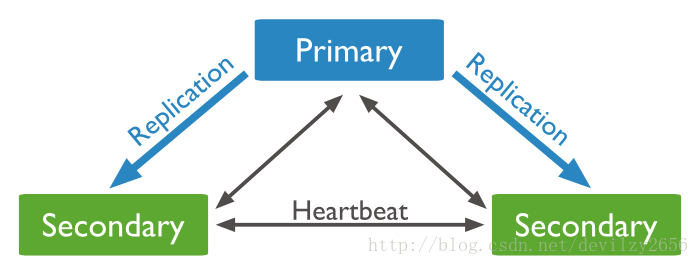 Primary
Replication
Replication
Heartbeat
Secondary
Secondary
http://blog.csdn.net/devilzy2656